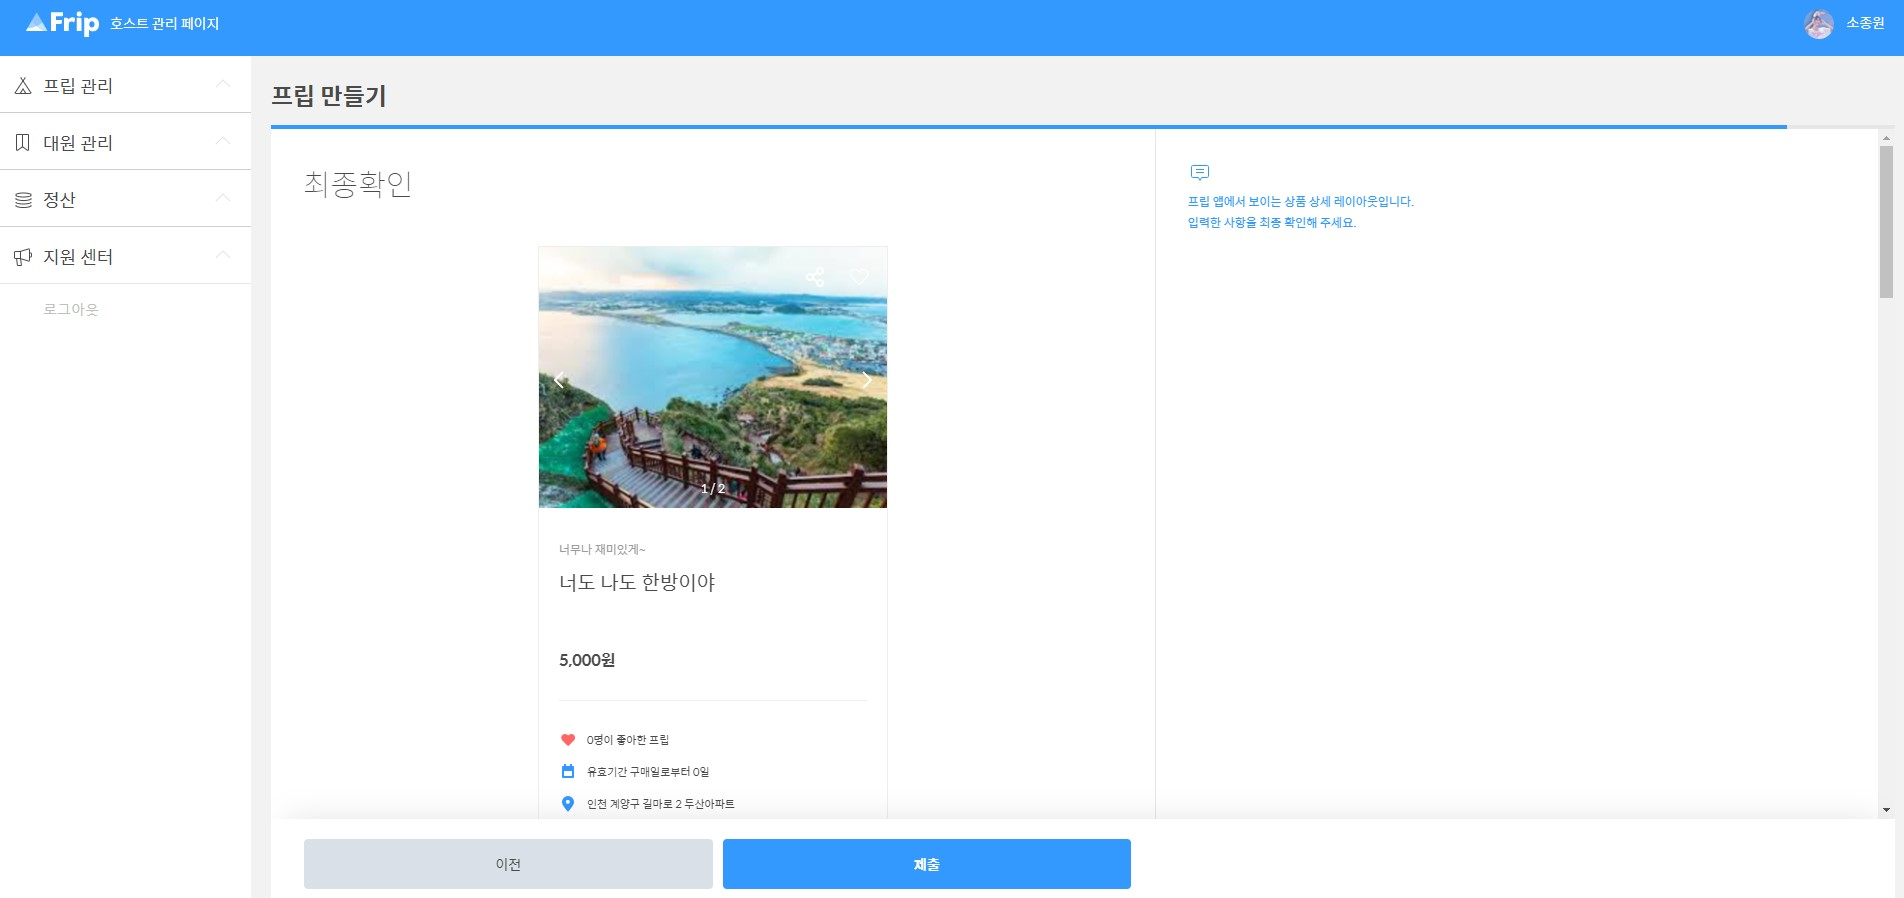 Frip 호스트 관리 페이지
소종원
프립 관리
대원 관리
정산
지원 센터
로그아웃
프립 만들기
최종확인
1 / 2
너무나 재미있게~
너도 나도 한방이야
5,000원
0명이 좋아한 프립
유효기간 구매일로부터 0일
인천 계양구 길마로 2 두산아파트
프립 앱에서 보이는 상품 상세 레이아웃입니다.
입력한 사항을 최종 확인해 주세요.
이전
제출